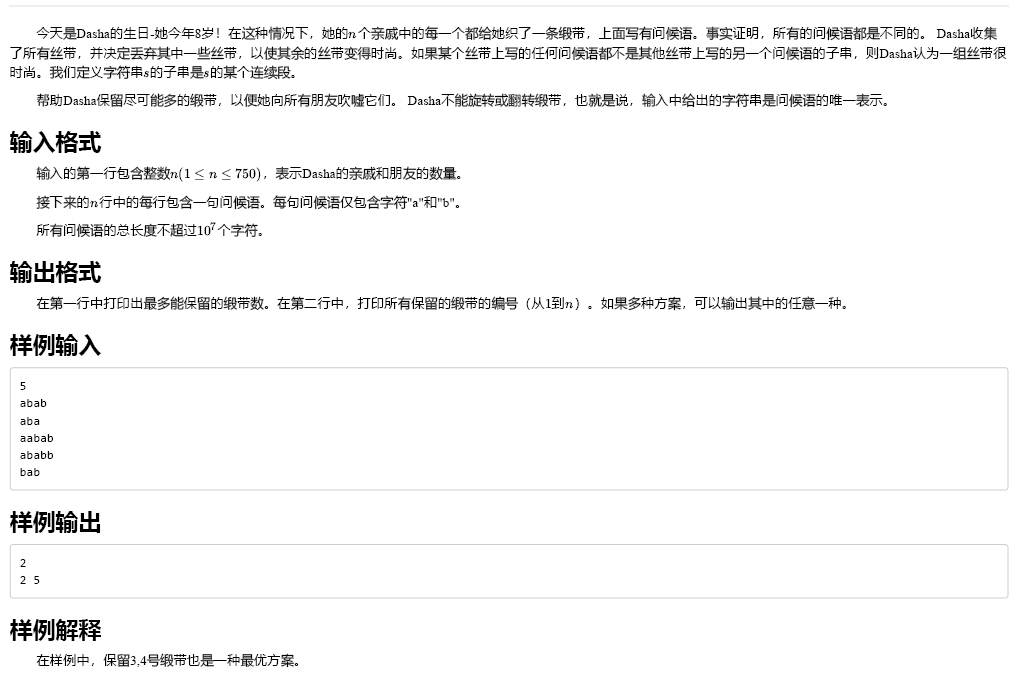 今天是Dasha的生日-她今年8岁！在这种情况下，她的n个亲戚中的每一个都给她织了一条缎带，上面写有问候语。事实证明，所有的问候语都是不同的。 Dasha收集
了所有丝带，并决定丢弃其中一些丝带，以使其余的丝带变得时尚。如果某个丝带上写的任何问候语都不是其他丝带上写的另一个问候语的子串，则Dasha认为一组丝带很
时尚。我们定义字符串s的子串是s的某个连续段。
帮助Dasha保留尽可能多的缎带，以便她向所有朋友吹嘘它们。 Dasha不能旋转或翻转缎带，也就是说，输入中给出的字符串是问候语的唯一表示。
输入格式
输入的第一行包含整数n(1 ≤ n ≤ 750)，表示Dasha的亲戚和朋友的数量。
接下来的n行中的每行包含一句问候语。每句问候语仅包含字符"a"和"b"。
所有问候语的总长度不超过10⁷个字符。
输出格式
在第一行中打印出最多能保留的缎带数。在第二行中，打印所有保留的缎带的编号（从1到n）。如果多种方案，可以输出其中的任意一种。
样例输入
5
abab
aba
aabab
ababb
bab
样例输出
2
2 5
样例解释
在样例中，保留3,4号缎带也是一种最优方案。